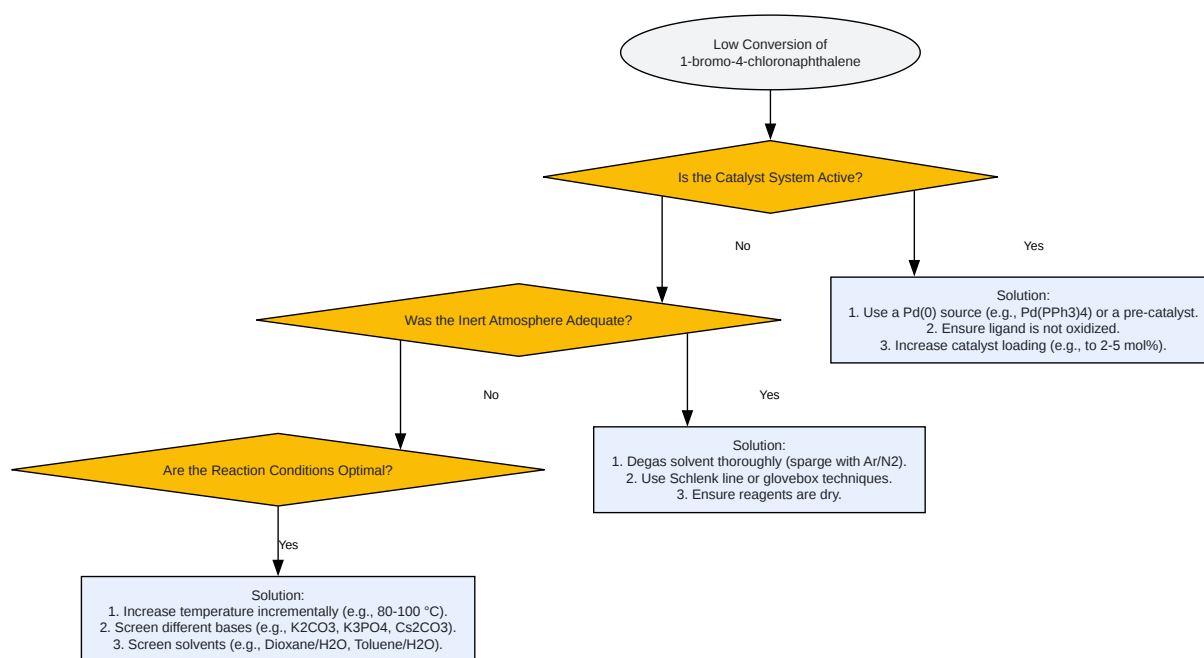 Low Conversion of
1-bromo-4-chloronaphthalene
Is the Catalyst System Active?
No
Yes
Solution:
1. Use a Pd(0) source (e.g., Pd(PPh3)4) or a pre-catalyst.
2. Ensure ligand is not oxidized.
3. Increase catalyst loading (e.g., to 2-5 mol%).
Was the Inert Atmosphere Adequate?
No
Yes
Solution:
1. Degas solvent thoroughly (sparge with Ar/N2).
2. Use Schlenk line or glovebox techniques.
3. Ensure reagents are dry.
Are the Reaction Conditions Optimal?
Yes
Solution:
1. Increase temperature incrementally (e.g., 80-100 °C).
2. Screen different bases (e.g., K2CO3, K3PO4, Cs2CO3).
3. Screen solvents (e.g., Dioxane/H2O, Toluene/H2O).